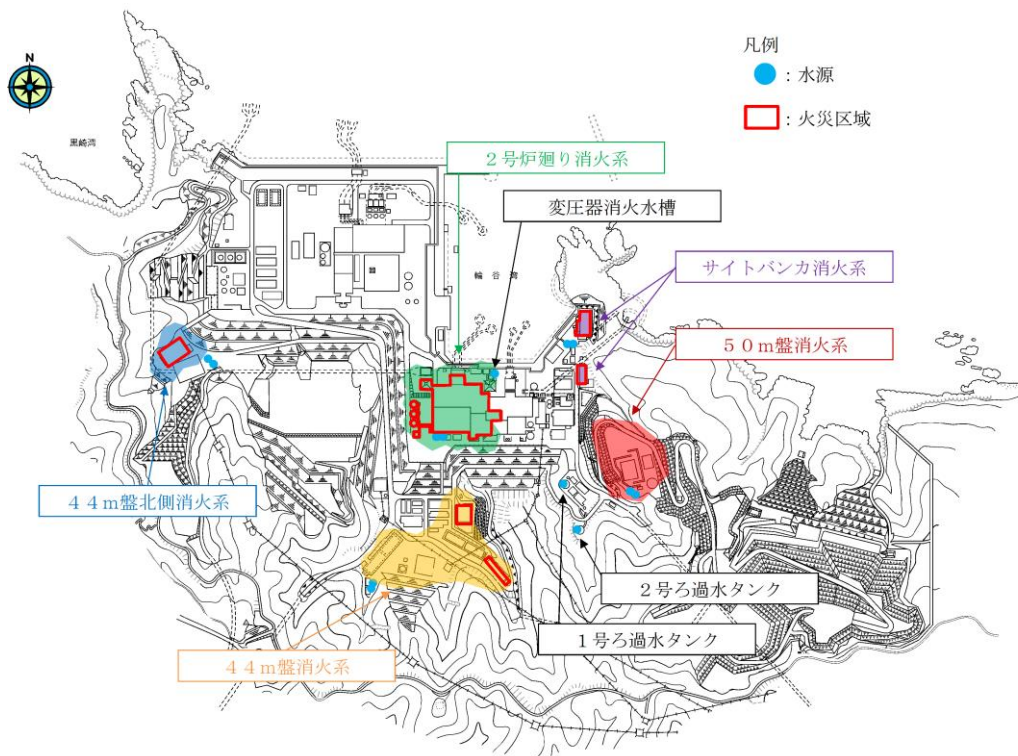 凡例
：水源
：火災区域
N
黒崎湾
２号炉廻り消火系
変圧器消火水槽
輪谷湾
サイトバンカ消火系
５０ｍ盤消火系
４４ｍ盤北側消火系
２号ろ過水タンク
１号ろ過水タンク
４４ｍ盤消火系